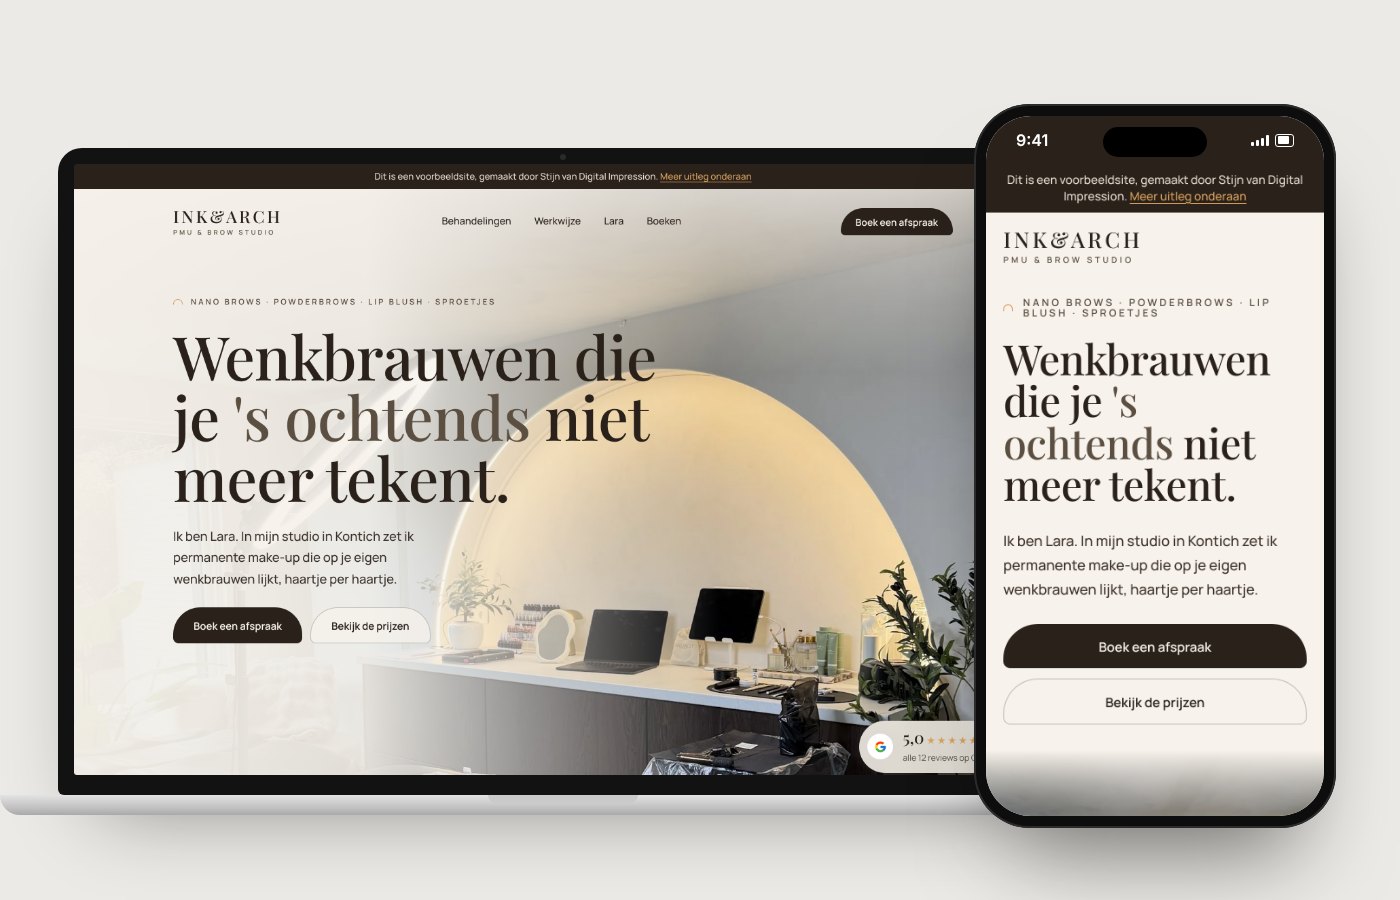 Dit is een voorbeeldsite, gemaakt door Stijn van Digital Impression. Meer uitleg onderaan
INK&ARCH
PMU & BROW STUDIO
Behandelingen Werkwijze Lara Boeken
Boek een afspraak
NANO BROWS · POWDERBROWS · LIP BLUSH · SPROETJES
Wenkbrauwen die
je 's ochtends niet
meer tekent.
Ik ben Lara. In mijn studio in Kontich zet ik
permanente make-up die op je eigen
wenkbrauwen lijkt, haartje per haartje.
Boek een afspraak Bekijk de prijzen
5,0 ★★★★★
alle 12 reviews op
9:41
Dit is een voorbeeldsite, gemaakt door Stijn van Digital
Impression. Meer uitleg onderaan
INK&ARCH
PMU & BROW STUDIO
NANO BROWS · POWDERBROWS · LIP
BLUSH · SPROETJES
Wenkbrauwen
die je 's
ochtends niet
meer tekent.
Ik ben Lara. In mijn studio in Kontich zet ik
permanente make-up die op je eigen
wenkbrauwen lijkt, haartje per haartje.
Boek een afspraak
Bekijk de prijzen